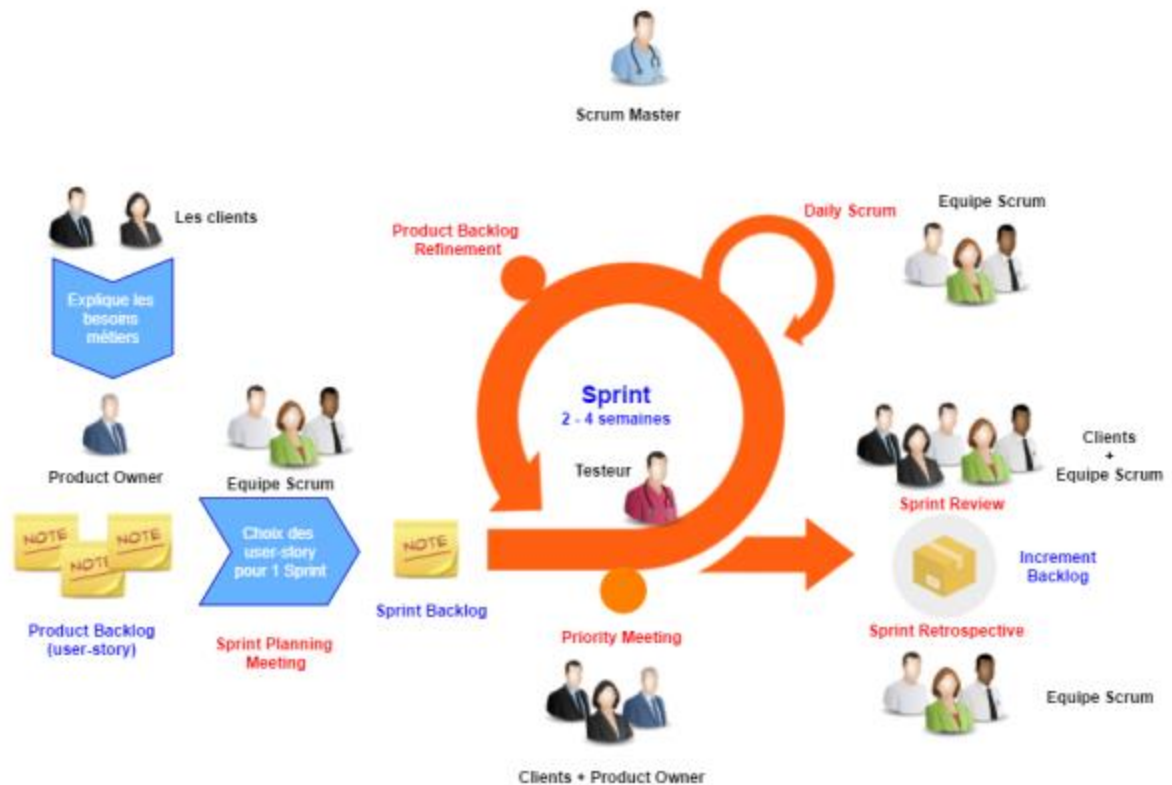 Scrum Master
Les clients
Explique les
besoins
métiers
Product Owner
NOTE
NOTE
NOTE
Product Backlog
(user-story)
Equipe Scrum
Choix des
user-story
pour 1 Sprint
Sprint Planning
Meeting
NOTE
Sprint Backlog
Product Backlog
Refinement
Daily Scrum
Equipe Scrum
Sprint
2 - 4 semaines
Testeur
Priority Meeting
Clients + Product Owner
Clients
+
Equipe Scrum
Sprint Review
Increment
Backlog
Sprint Retrospective
Equipe Scrum